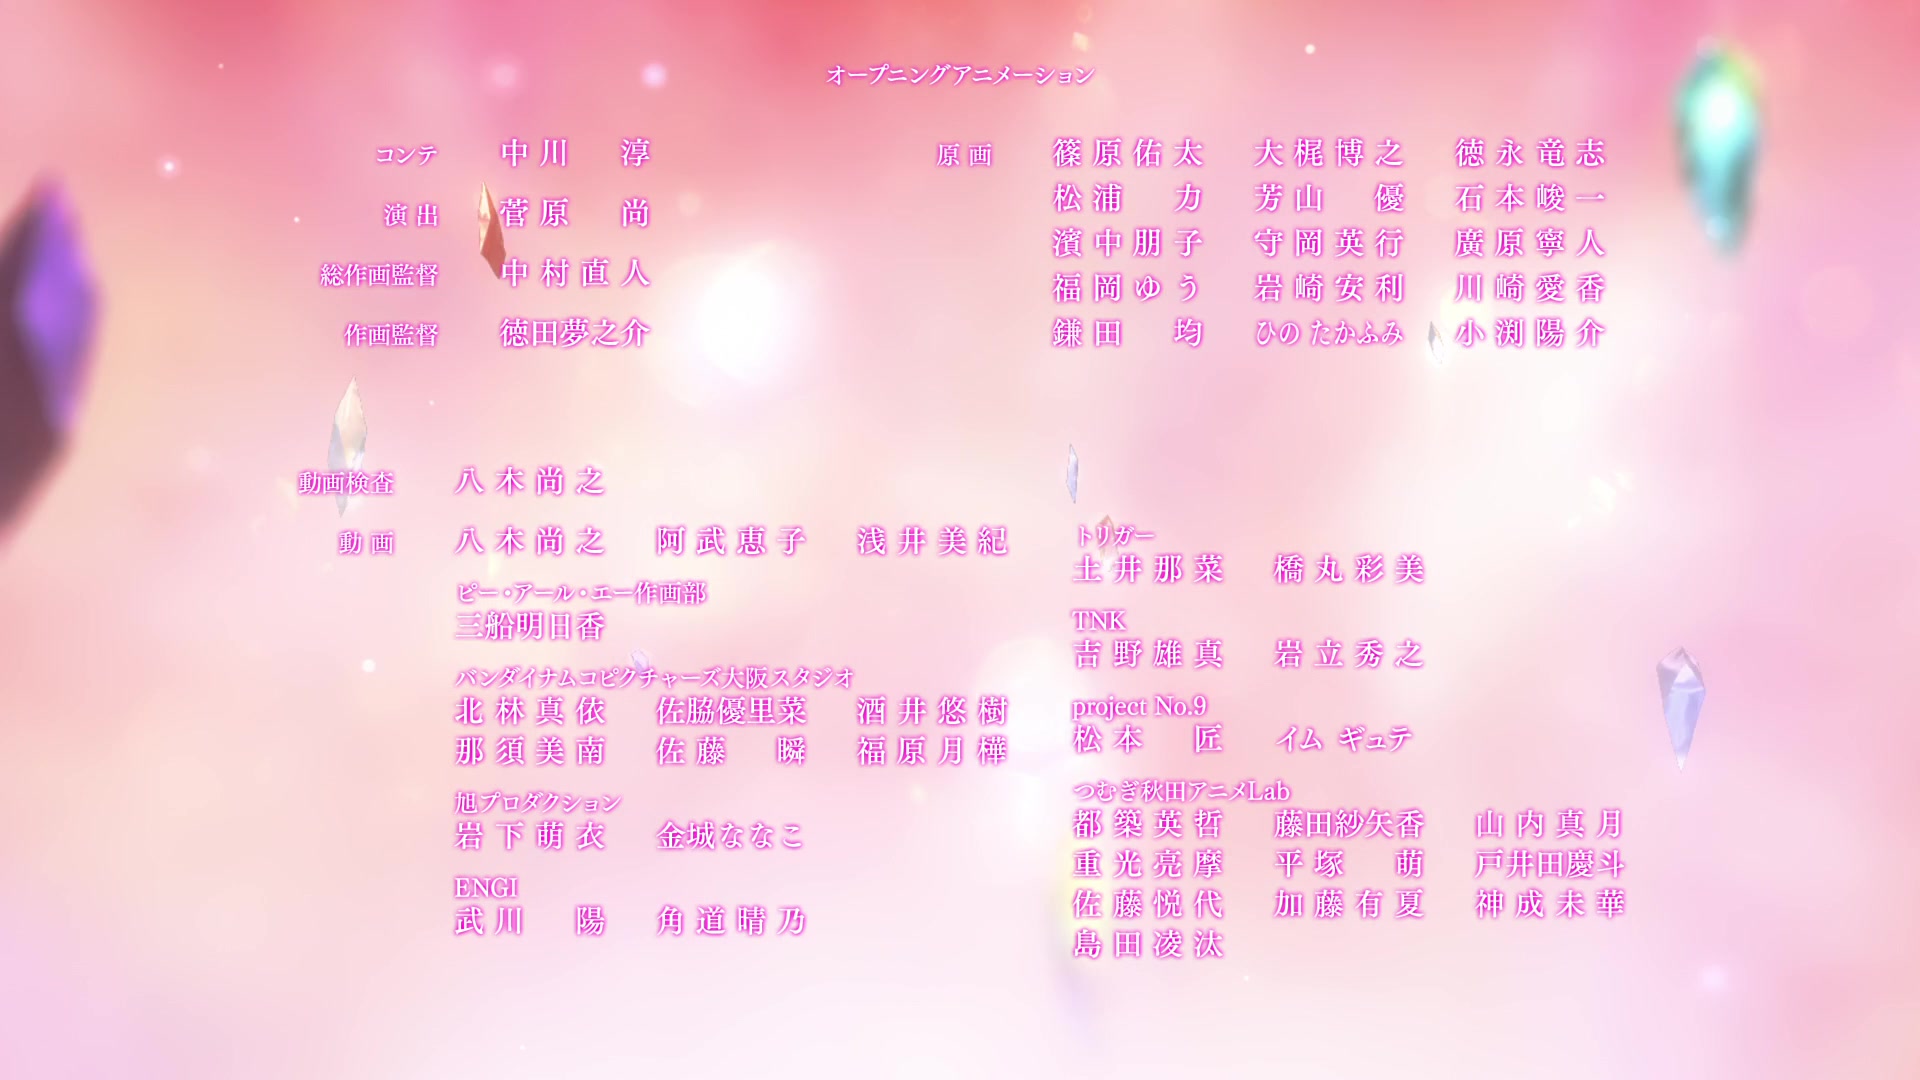 オープニングアニメーション
コンテ 中川 淳
演出 菅原 尚
総作画監督 中村直人
作画監督 徳田夢之介
原画 篠原佑太 大梶博之 徳永竜志
松浦 力 芳山 優 石本峻一
濱中朋子 守岡英行 廣原寧人
福岡ゆう 岩崎安利 川崎愛香
鎌田 均 ひの たかふみ 小渕陽介
動画検査 八木尚之
動画 八木尚之 阿武恵子 浅井美紀
ピー・アール・エー作画部
三船明日香
バンダイナムコピクチャーズ大阪スタジオ
北林真依 佐脇優里菜 酒井悠樹
那須美南 佐藤 瞬 福原月樺
旭プロダクション
岩下萌衣 金城ななこ
ENGI
武川 陽 角道晴乃
トリガー
土井那菜 橋丸彩美
TNK
吉野雄真 岩立秀之
project No.9
松本 匠 イム ギュテ
つむぎ秋田アニメLab
都築英哲 藤田紗矢香 山内真月
重光亮摩 平塚 萌 戸井田慶斗
佐藤悦代 加藤有夏 神成未華
島田凌汰